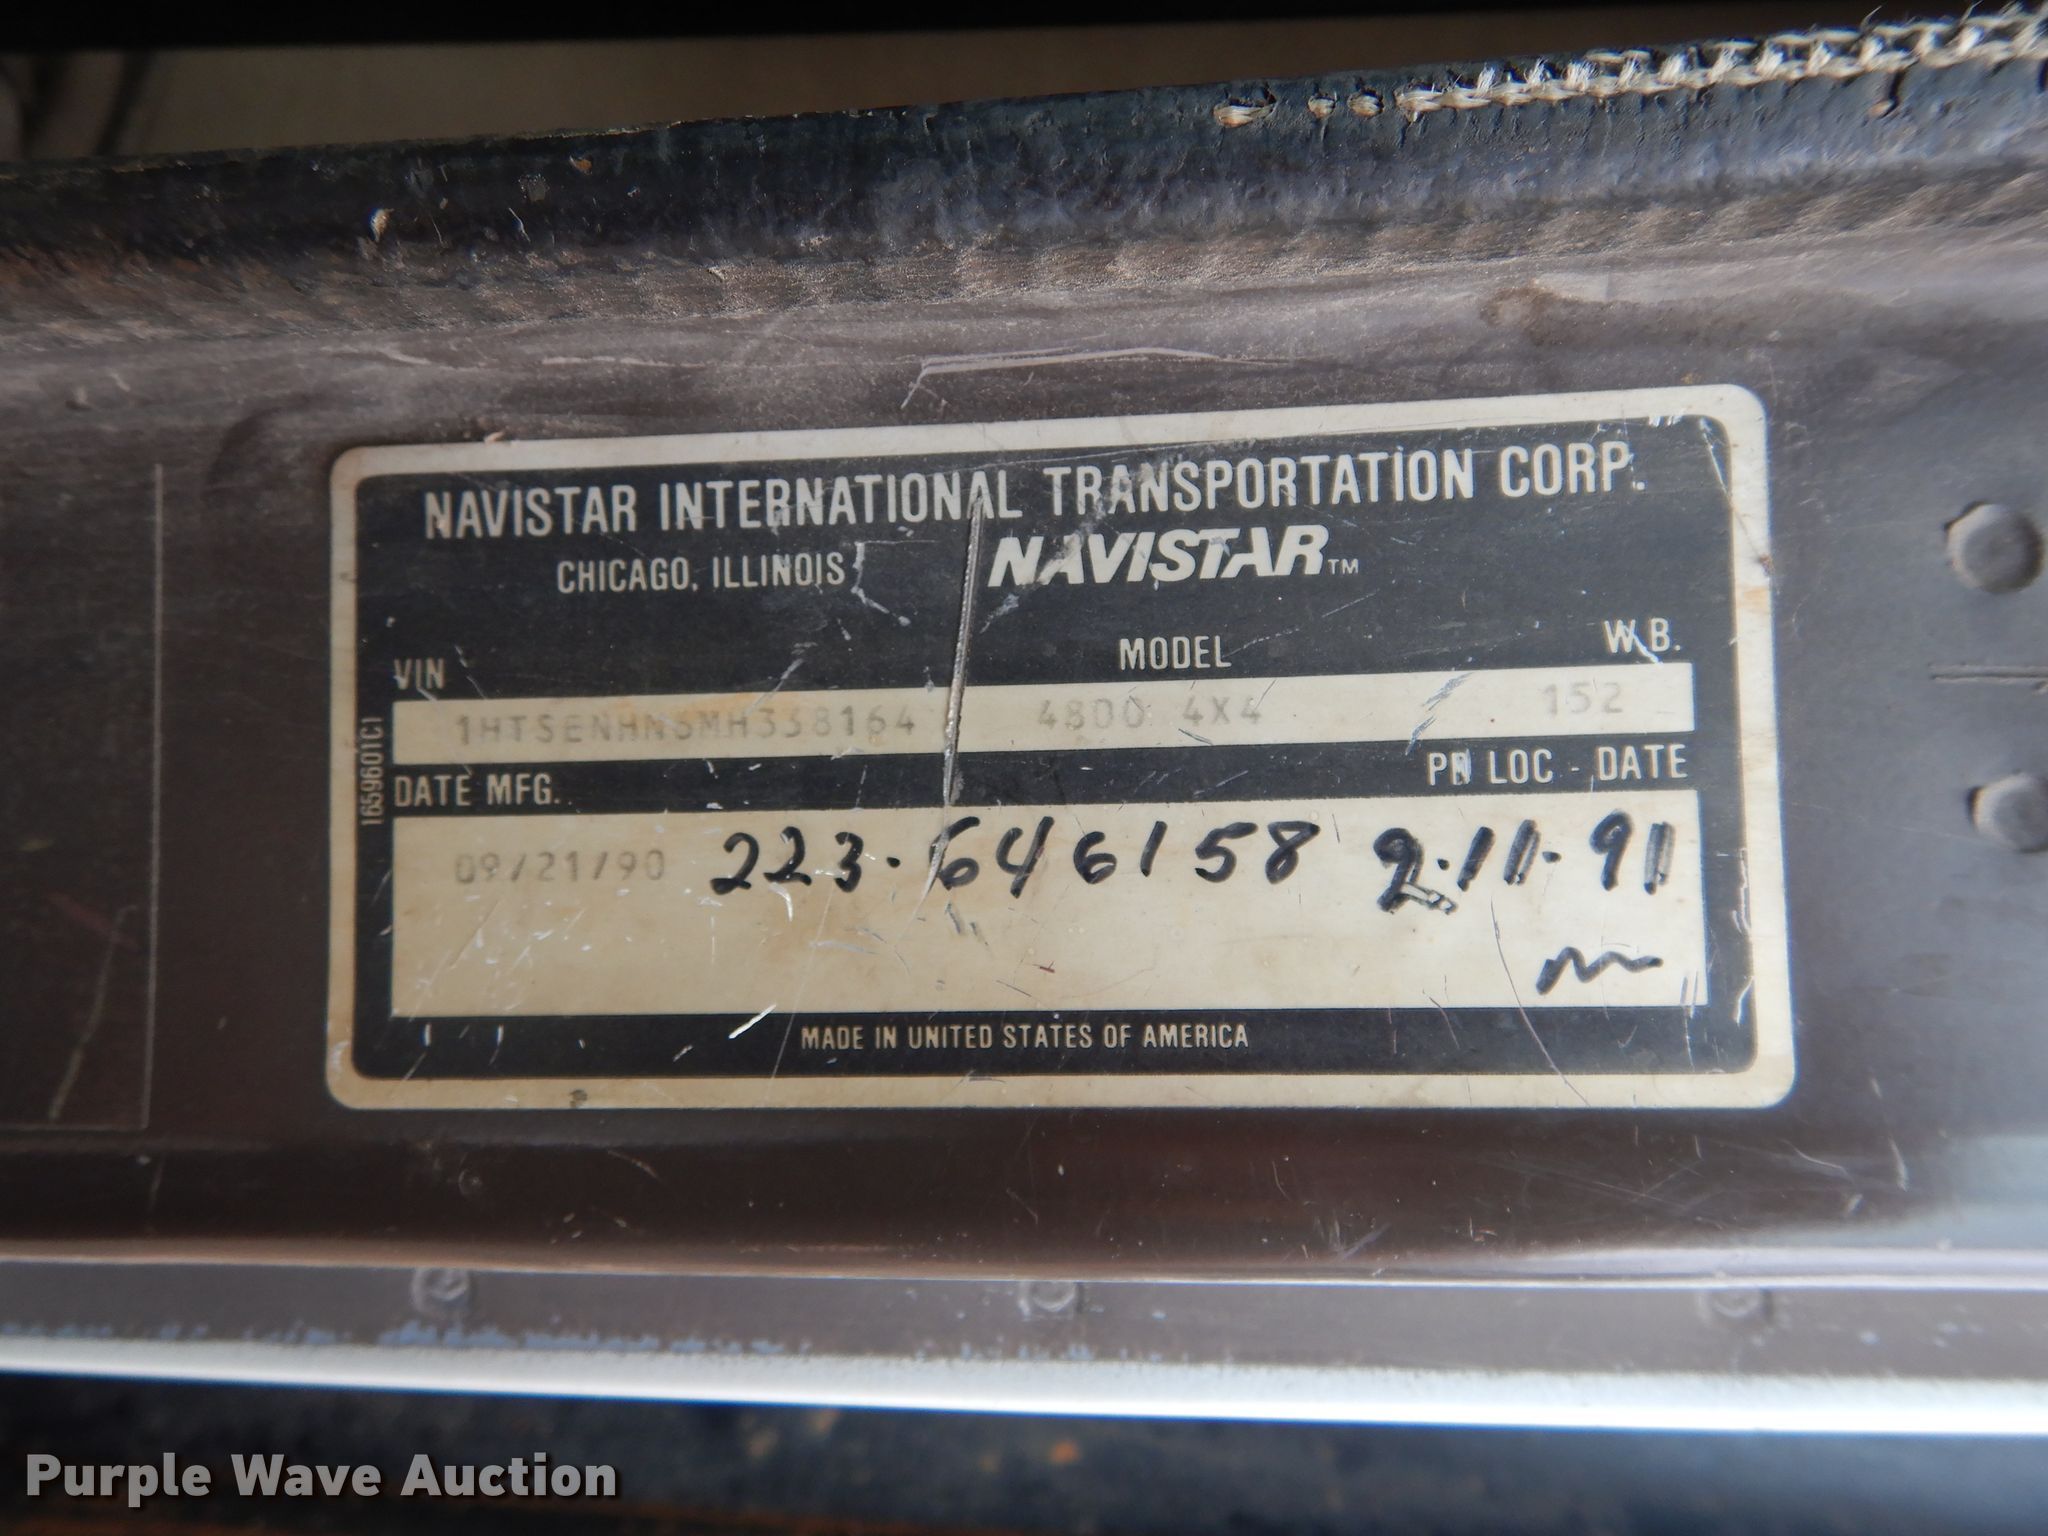 NAVISTAR INTERNATIONAL TRANSPORTATION CORP.
CHICAGO, ILLINOIS NAVISTAR™
VIN MODEL W.B.
1HTSENHN6MH338164 4800 4X4 152
DATE MFG. PN LOC - DATE
09/21/90 223.646158 2.11.91
MADE IN UNITED STATES OF AMERICA
1659601C1
Purple Wave Auction